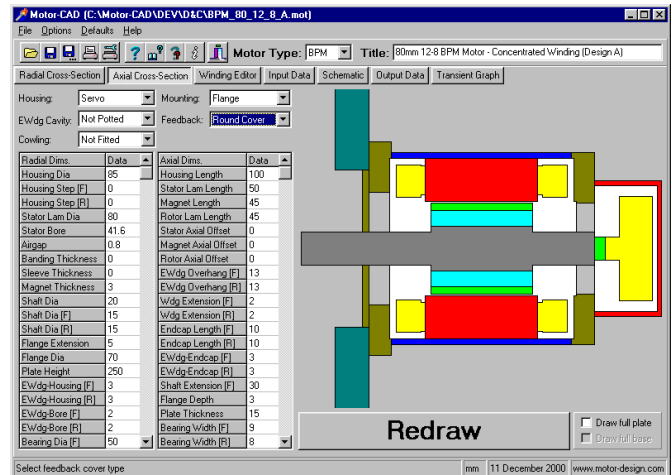 Motor-CAD (C:\Motor-CAD\DEV\D&C\BPM_80_12_8_A.mot)
File Options Defaults Help
Motor Type: BPM Title: 80mm 12-8 BPM Motor - Concentrated Winding (Design A)
Radial Cross-Section Axial Cross-Section Winding Editor Input Data Schematic Output Data Transient Graph
Housing: Servo Mounting: Flange
EWdg Cavity: Not Potted Feedback: Round Cover
Cowling: Not Fitted
Radial Dims. Data Axial Dims. Data
Housing Dia 85 Housing Length 100
Housing Step [F] 0 Stator Lam Length 50
Housing Step [R] 0 Magnet Length 45
Stator Lam Dia 80 Rotor Lam Length 45
Stator Bore 41.6 Stator Axial Offset 0
Airgap 0.8 Magnet Axial Offset 0
Banding Thickness 0 Rotor Axial Offset 0
Sleeve Thickness 0 EWdg Overhang [F] 13
Magnet Thickness 3 EWdg Overhang [R] 13
Shaft Dia 20 Wdg Extension [F] 2
Shaft Dia [F] 15 Wdg Extension [R] 2
Shaft Dia [R] 15 Endcap Length [F] 10
Flange Extension 5 Endcap Length [R] 10
Flange Dia 70 EWdg-Endcap [F] 3
Plate Height 250 EWdg-Endcap [R] 3
EWdg-Housing [F] 3 Shaft Extension [F] 30
EWdg-Housing [R] 3 Flange Depth 3
EWdg-Bore [F] 2 Plate Thickness 15
EWdg-Bore [R] 2 Bearing Width [F] 9
Bearing Dia [F] 50 Bearing Width [R] 8
Redraw
Draw full plate
Draw full base
Select feedback cover type mm 11 December 2000 www.motor-design.com